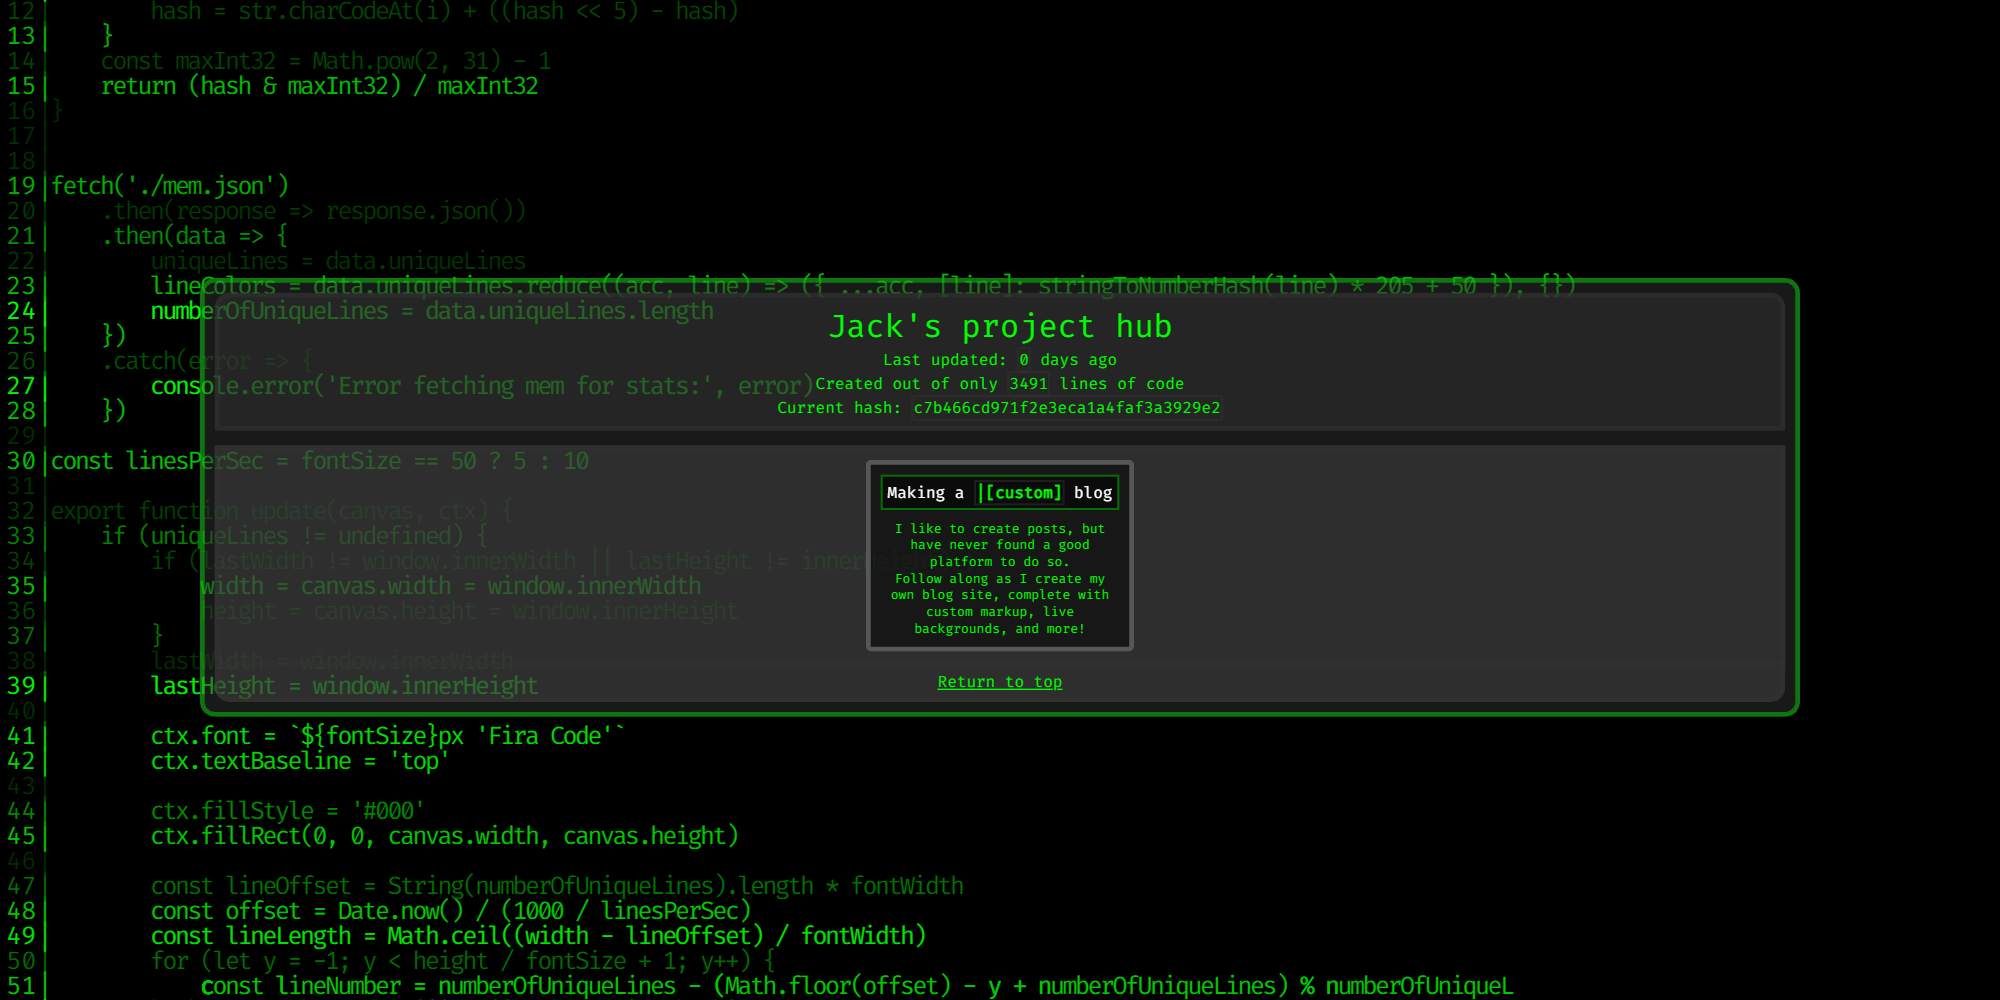 12 hash = str.charCodeAt(i) + ((hash << 5) - hash)
13 }
14 const maxInt32 = Math.pow(2, 31) - 1
15 return (hash & maxInt32) / maxInt32
16 }
17
18
19 fetch('./mem.json')
20 .then(response => response.json())
21 .then(data => {
22 uniqueLines = data.uniqueLines
23 lineColors = data.uniqueLines.reduce((acc, line) => ({ ...acc, [line]: stringToNumberHash(line) * 205 + 50 }), {})
24 numberOfUniqueLines = data.uniqueLines.length
25 })
26 .catch(error => {
27 console.error('Error fetching mem for stats:', error)
28 })
29
30 const linesPerSec = fontSize == 50 ? 5 : 10
31
32 export function update(canvas, ctx) {
33 if (uniqueLines != undefined) {
34 if (lastWidth != window.innerWidth || lastHeight != innerHeight
35 width = canvas.width = window.innerWidth
36 height = canvas.height = window.innerHeight
37 }
38 lastWidth = window.innerWidth
39 lastHeight = window.innerHeight
40
41 ctx.font = `${fontSize}px 'Fira Code'`
42 ctx.textBaseline = 'top'
43
44 ctx.fillStyle = '#000'
45 ctx.fillRect(0, 0, canvas.width, canvas.height)
46
47 const lineOffset = String(numberOfUniqueLines).length * fontWidth
48 const offset = Date.now() / (1000 / linesPerSec)
49 const lineLength = Math.ceil((width - lineOffset) / fontWidth)
50 for (let y = -1; y < height / fontSize + 1; y++) {
51 const lineNumber = numberOfUniqueLines - (Math.floor(offset) - y + numberOfUniqueLines) % numberOfUniqueL
Jack's project hub
Last updated: 0 days ago
Created out of only 3491 lines of code
Current hash: c7b466cd971f2e3eca1a4faf3a3929e2
Making a |[custom] blog
I like to create posts, but
have never found a good
platform to do so.
Follow along as I create my
own blog site, complete with
custom markup, live
backgrounds, and more!
Return to top